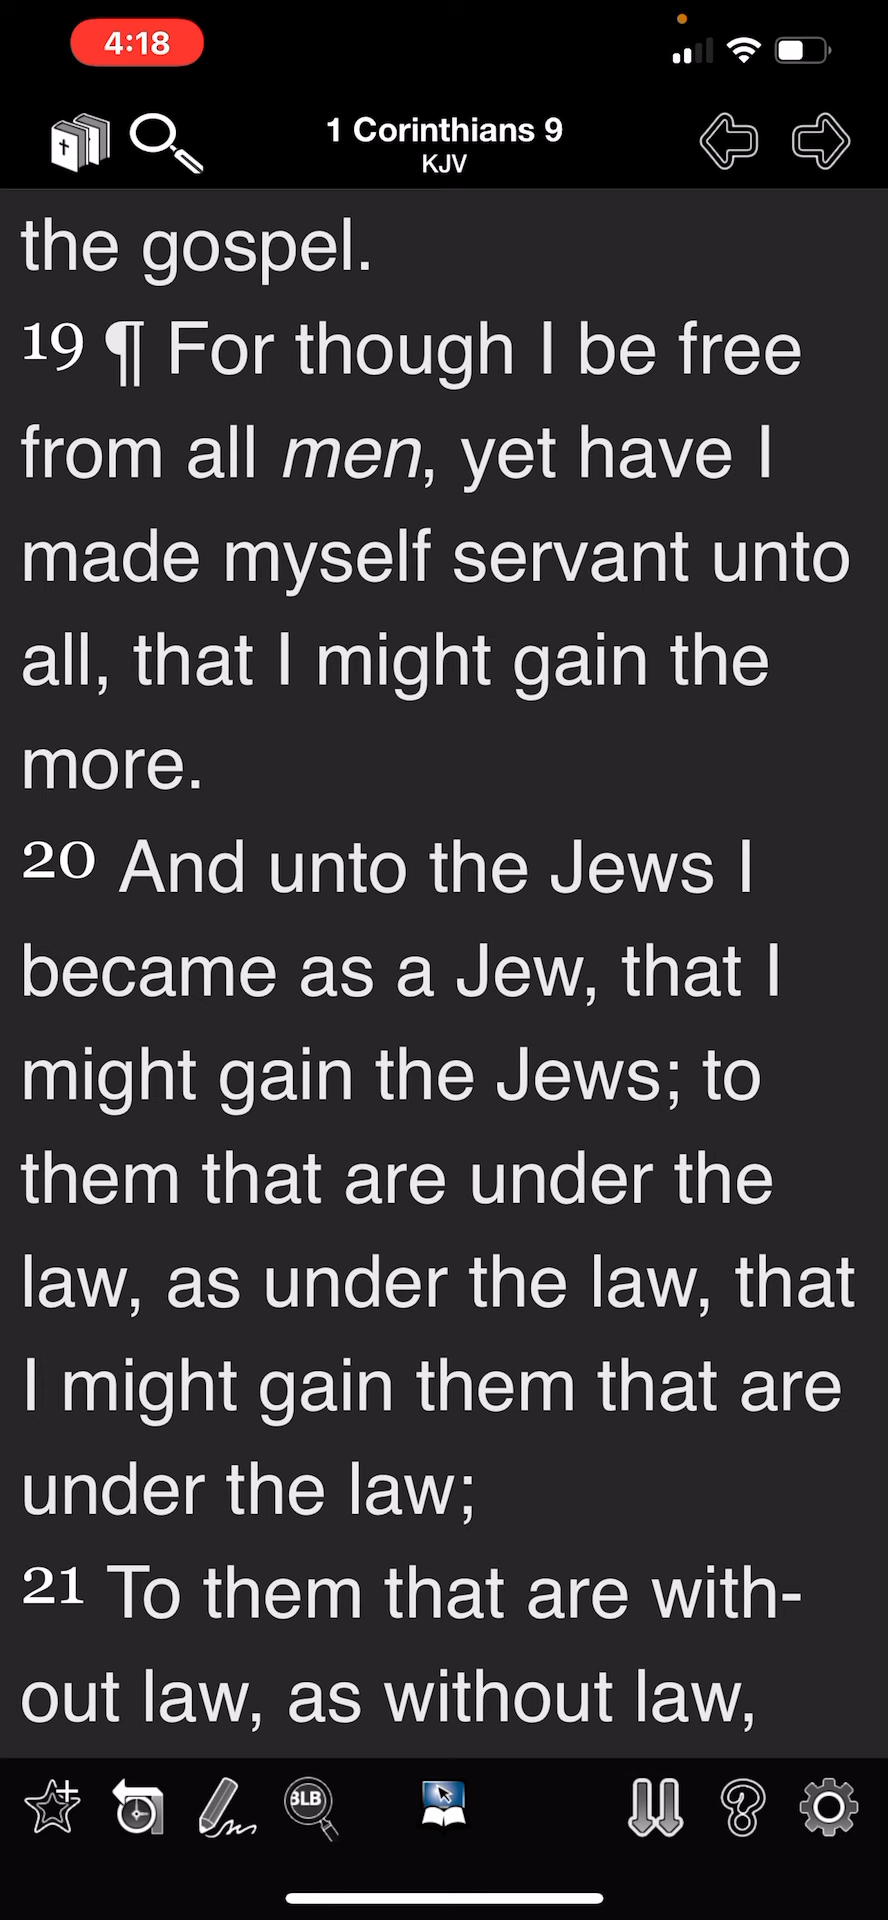 4:18
1 Corinthians 9
KJV
the gospel.
19 ¶ For though I be free
from all men, yet have I
made myself servant unto
all, that I might gain the
more.
20 And unto the Jews I
became as a Jew, that I
might gain the Jews; to
them that are under the
law, as under the law, that
I might gain them that are
under the law;
21 To them that are with-
out law, as without law,
BLB